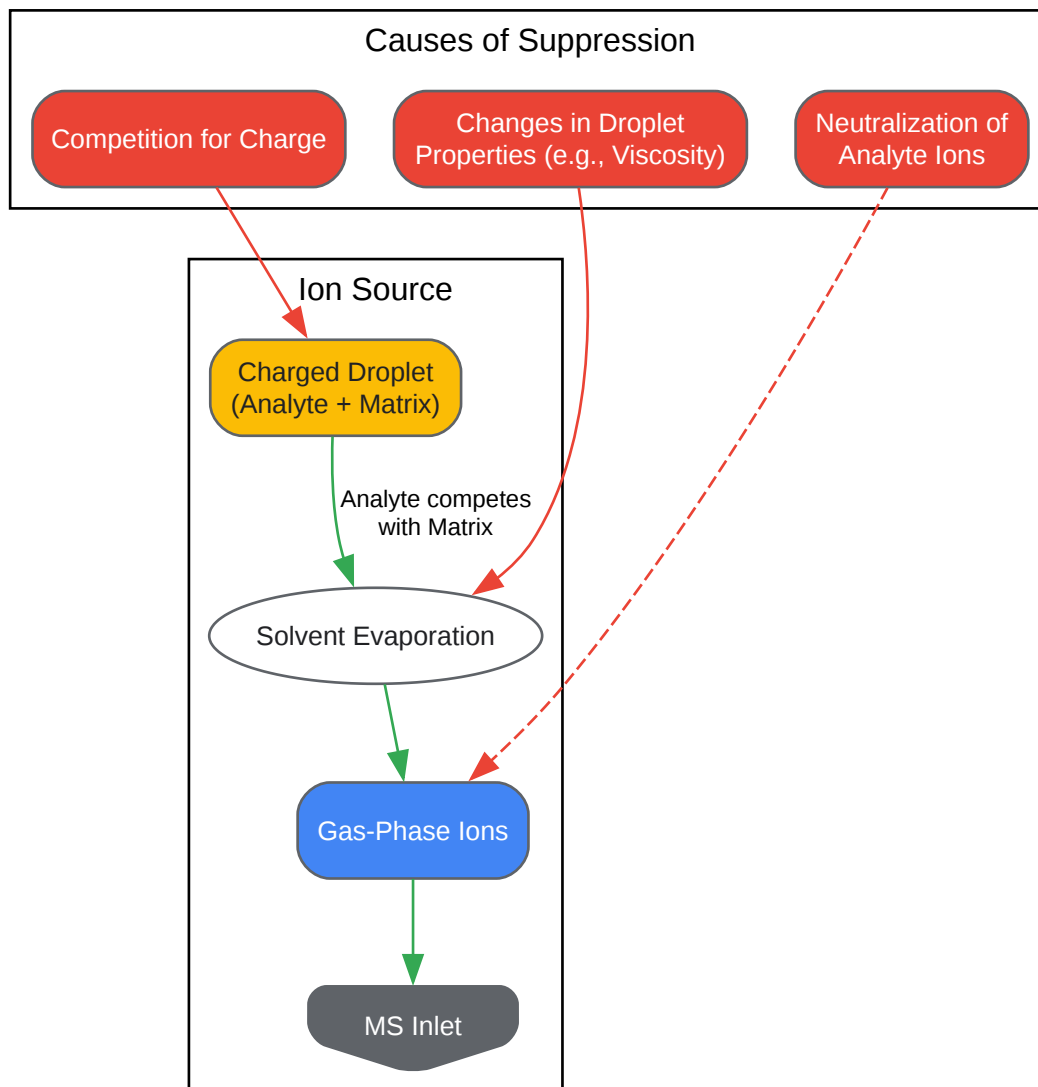 Causes of Suppression
Competition for Charge
Changes in Droplet
Properties (e.g., Viscosity)
Neutralization of
Analyte Ions
Ion Source
Charged Droplet
(Analyte + Matrix)
Analyte competes
with Matrix
Solvent Evaporation
Gas-Phase Ions
MS Inlet